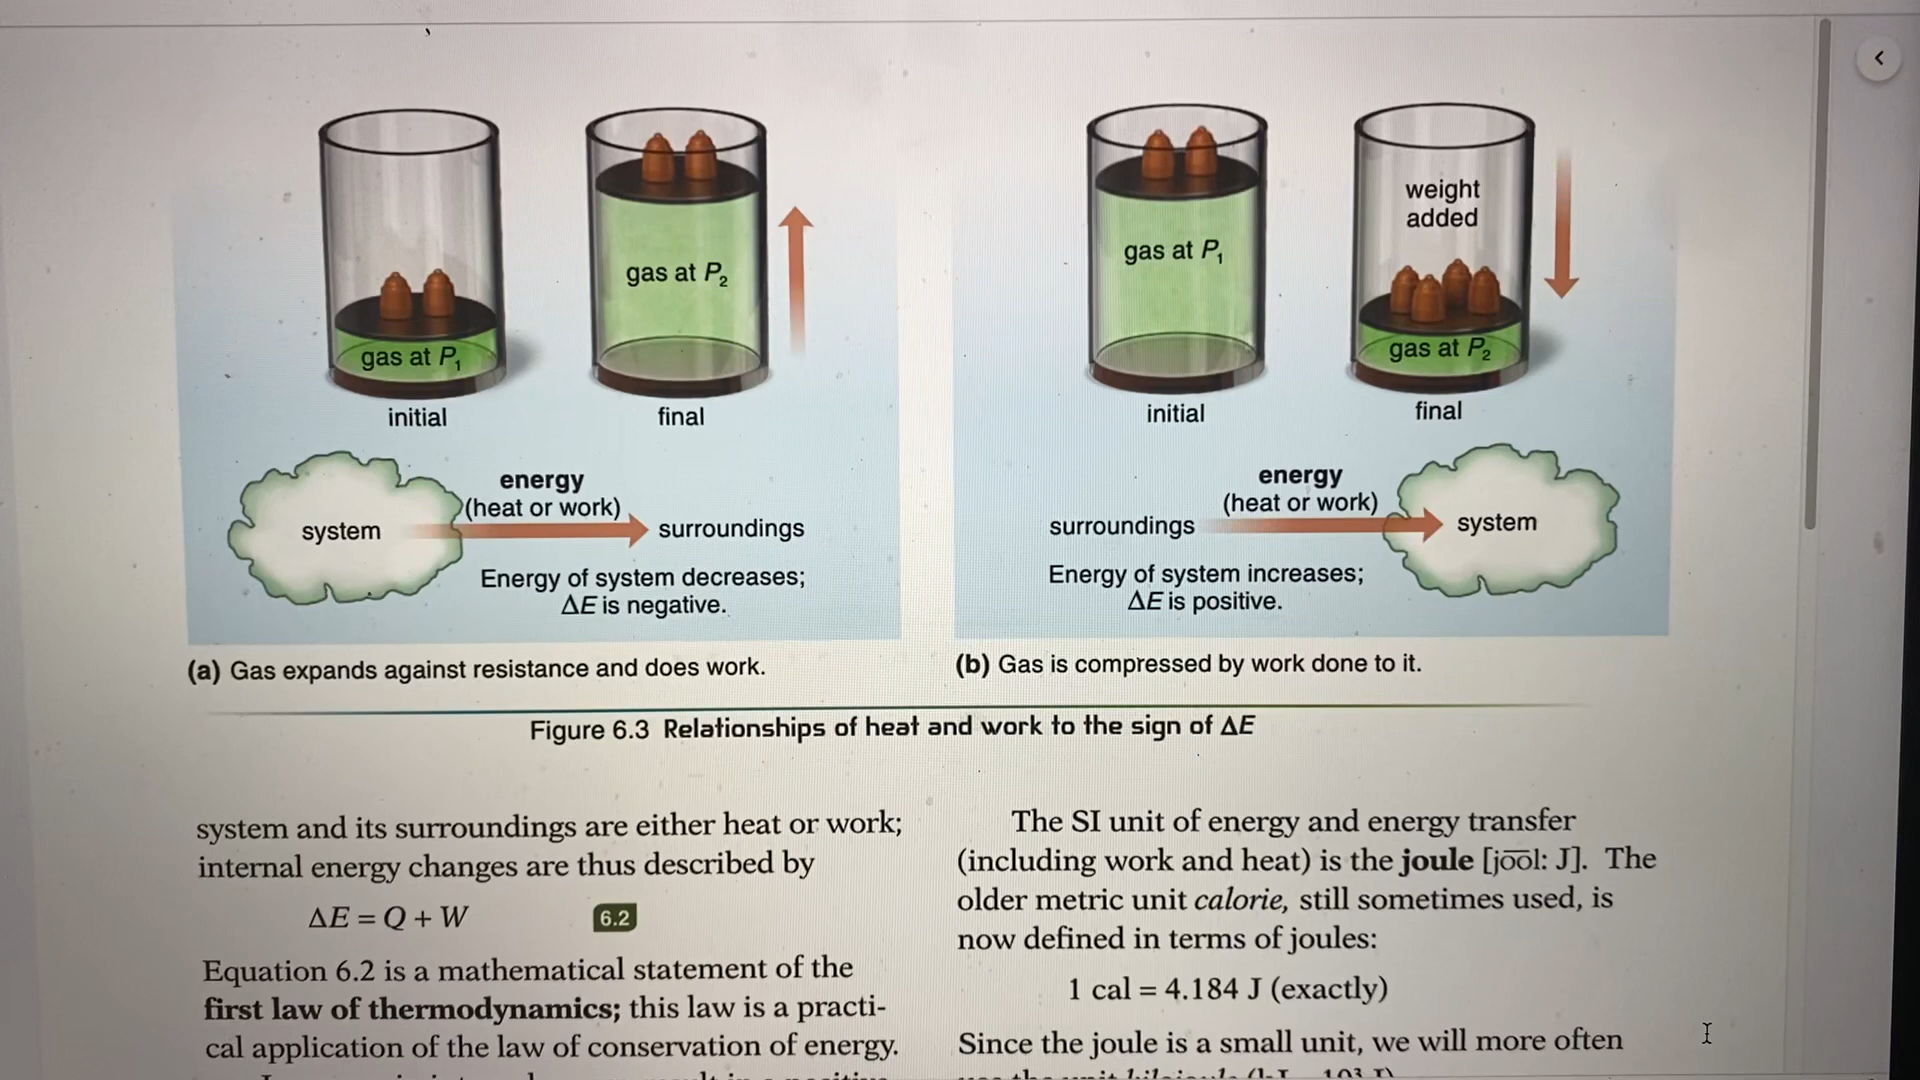 weight
added
gas at P1
gas at P2
gas at P1
gas at P2
initial
final
initial
final
energy
(heat or work)
system
surroundings
Energy of system decreases;
ΔE is negative.
energy
(heat or work)
surroundings
system
Energy of system increases;
ΔE is positive.
(a) Gas expands against resistance and does work.
(b) Gas is compressed by work done to it.
Figure 6.3 Relationships of heat and work to the sign of ΔE
system and its surroundings are either heat or work;
internal energy changes are thus described by
ΔE = Q + W
6.2
Equation 6.2 is a mathematical statement of the
first law of thermodynamics; this law is a practi-
cal application of the law of conservation of energy.
The SI unit of energy and energy transfer
(including work and heat) is the joule [jo͞ol: J]. The
older metric unit calorie, still sometimes used, is
now defined in terms of joules:
1 cal = 4.184 J (exactly)
Since the joule is a small unit, we will more often